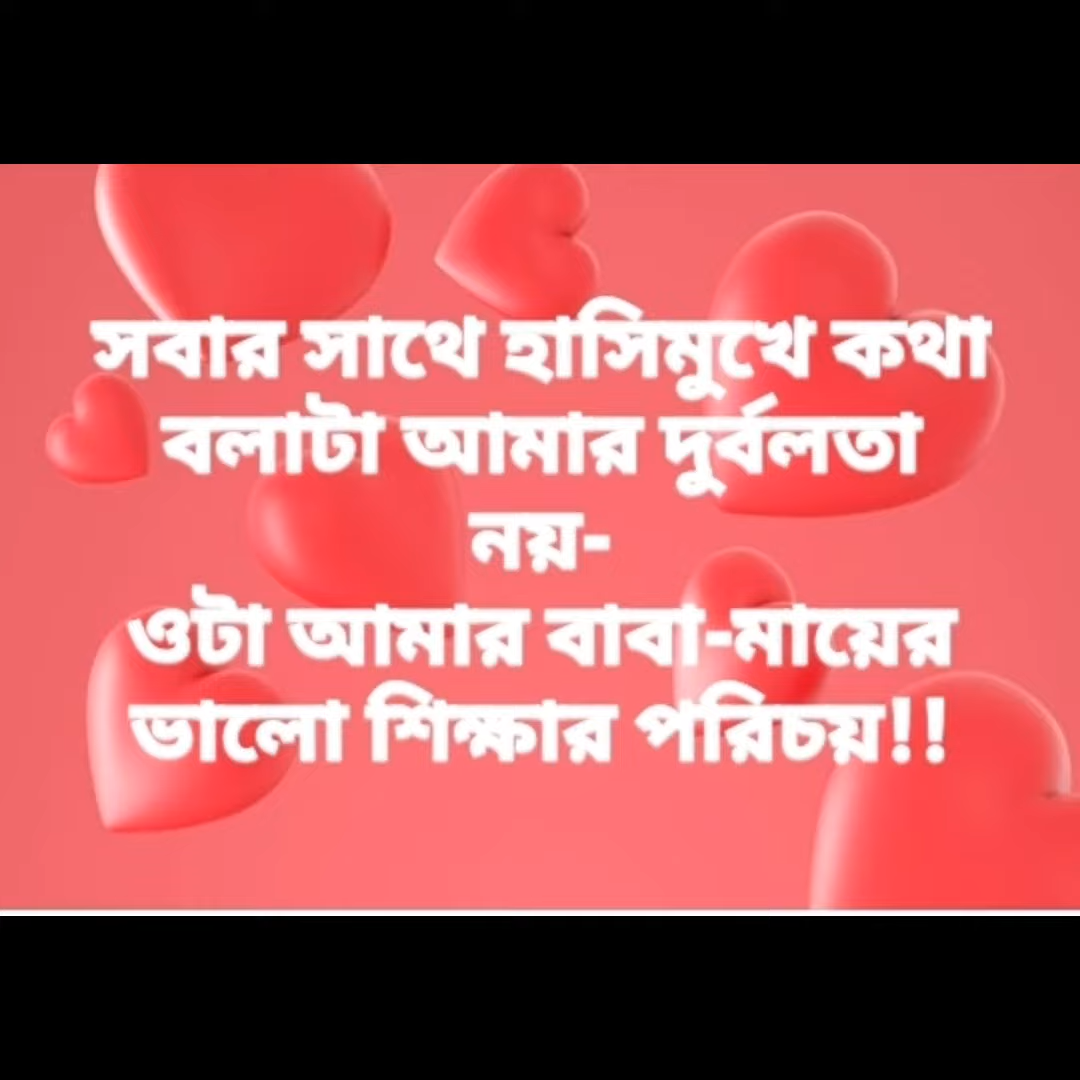 সবার সাথে হাসিমুখে কথা
বলাটা আমার দুর্বলতা
নয়-
ওটা আমার বাবা-মায়ের
ভালো শিক্ষার পরিচয়!!